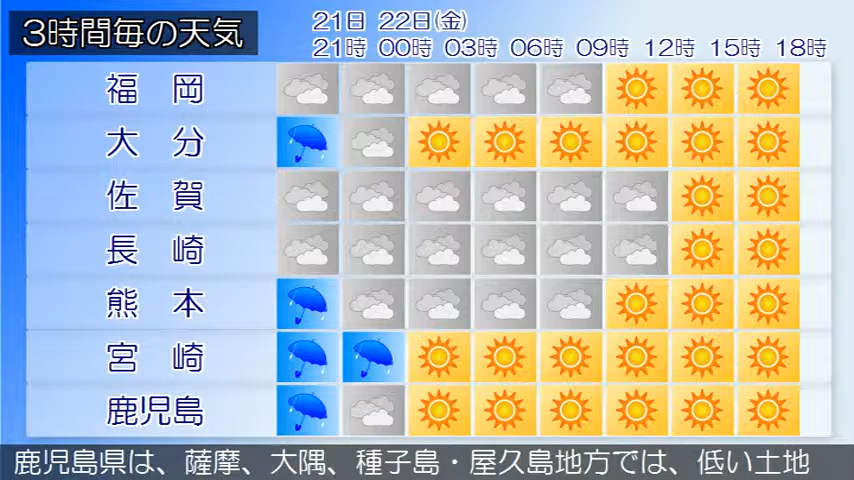 3時間毎の天気
21日 22日(金)
21時 00時 03時 06時 09時 12時 15時 18時
福岡
大分
佐賀
長崎
熊本
宮崎
鹿児島
鹿児島県は、薩摩、大隅、種子島・屋久島地方では、低い土地